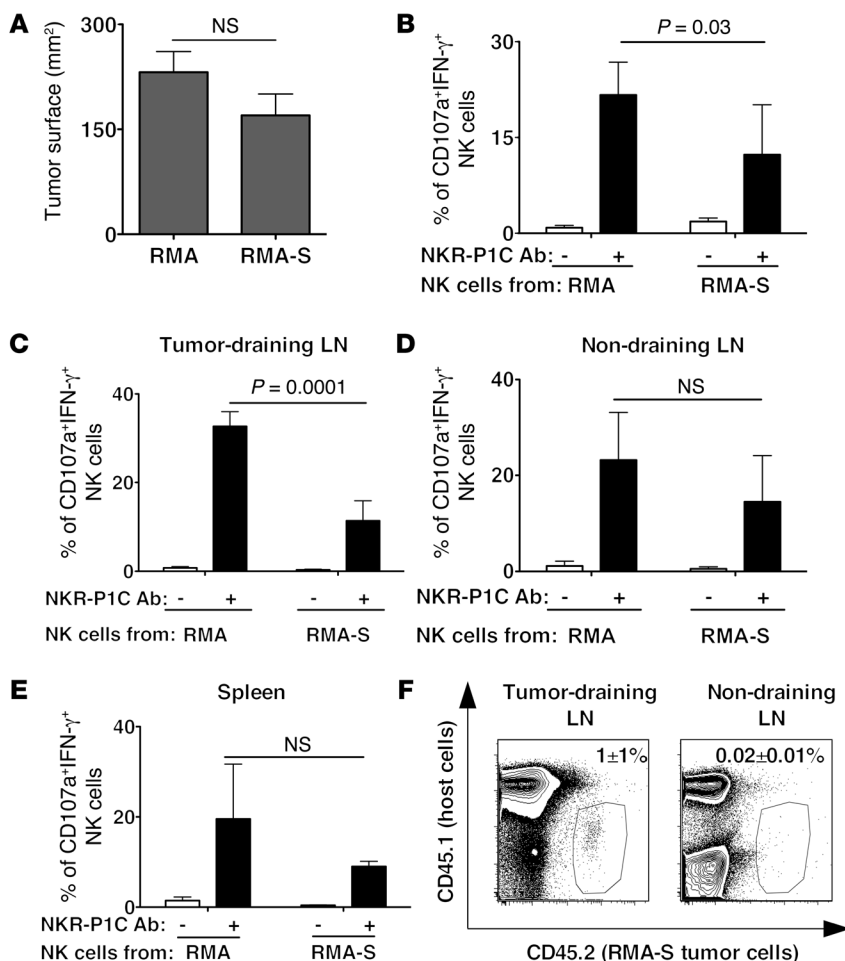 A
300
NS
Tumor surface (mm²)
150
0
RMA RMA-S
B
P = 0.03
30
% of CD107a⁺IFN-γ⁺
NK cells
15
0
NKR-P1C Ab: - + - +
NK cells from: RMA RMA-S
C
Tumor-draining LN
P = 0.0001
40
% of CD107a⁺IFN-γ⁺
NK cells
20
0
NKR-P1C Ab: - + - +
NK cells from: RMA RMA-S
D
Non-draining LN
NS
40
% of CD107a⁺IFN-γ⁺
NK cells
20
0
NKR-P1C Ab: - + - +
NK cells from: RMA RMA-S
E
Spleen
NS
40
% of CD107a⁺IFN-γ⁺
NK cells
20
0
NKR-P1C Ab: - + - +
NK cells from: RMA RMA-S
F
Tumor-draining
LN
Non-draining
LN
1±1%
0.02±0.01%
CD45.1 (host cells)
CD45.2 (RMA-S tumor cells)